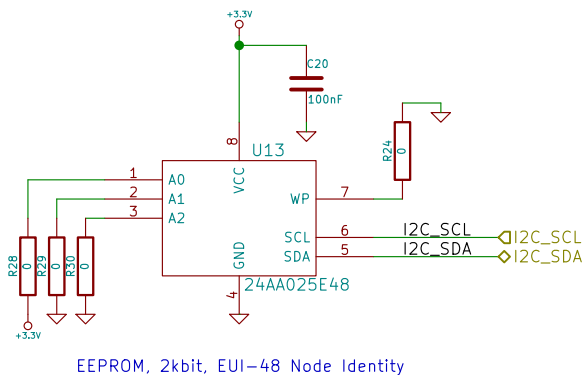 +3.3V
C20
100nF
U13
8
VCC
R24
0
1
A0
2
A1
3
A2
WP
7
SCL
6
I2C_SCL
I2C_SCL
SDA
5
I2C_SDA
I2C_SDA
GND
4
24AA025E48
R28
0
R29
0
R30
0
+3.3V
EEPROM, 2kbit, EUI-48 Node Identity